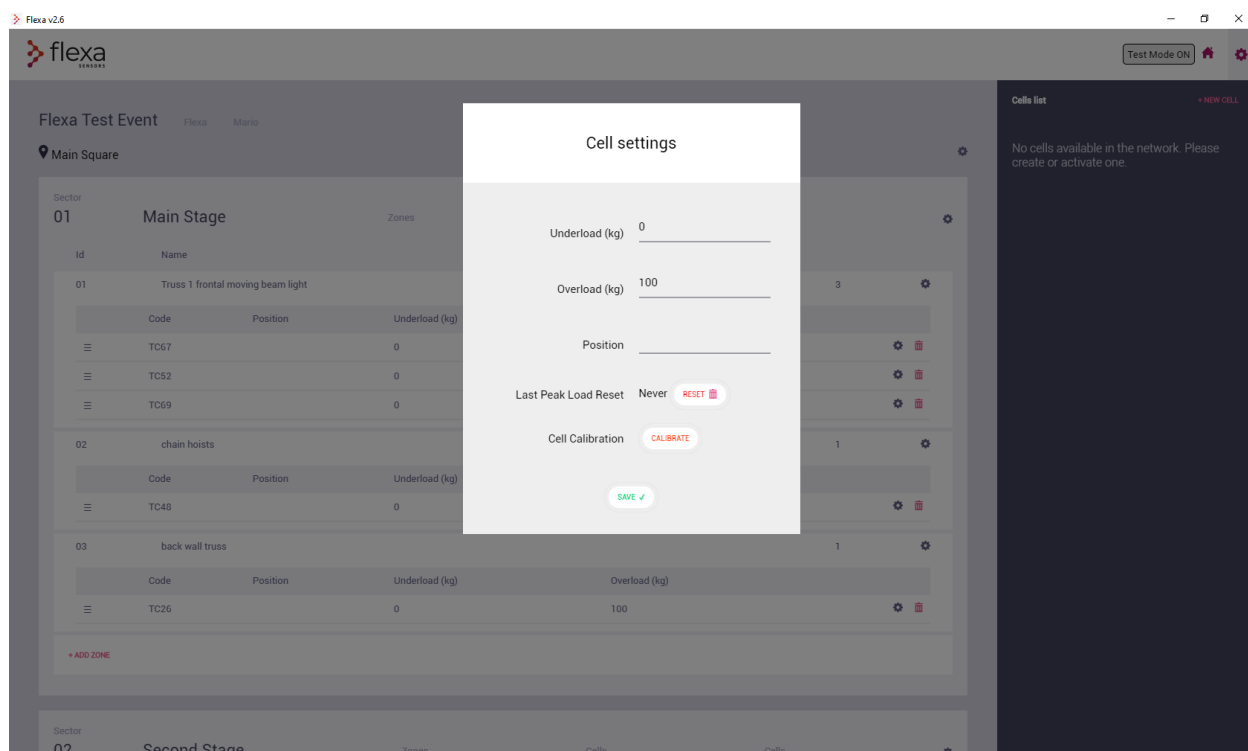 Flexa v2.6
flexa
SENSORS
Test Mode ON
Flexa Test Event Flexa Mario
Main Square
Sector
01 Main Stage Zones
Id Name
01 Truss 1 frontal moving beam light 3
Code Position Underload (kg)
TC67 0
TC52 0
TC69 0
02 chain hoists 1
Code Position Underload (kg)
TC48 0
03 back wall truss 1
Code Position Underload (kg) Overload (kg)
TC26 0 100
+ ADD ZONE
Sector
02 Second Stage Zones Cells Cells
Cell settings
Underload (kg) 0
Overload (kg) 100
Position
Last Peak Load Reset Never RESET
Cell Calibration CALIBRATE
SAVE ✓
Cells list + NEW CELL
No cells available in the network. Please
create or activate one.